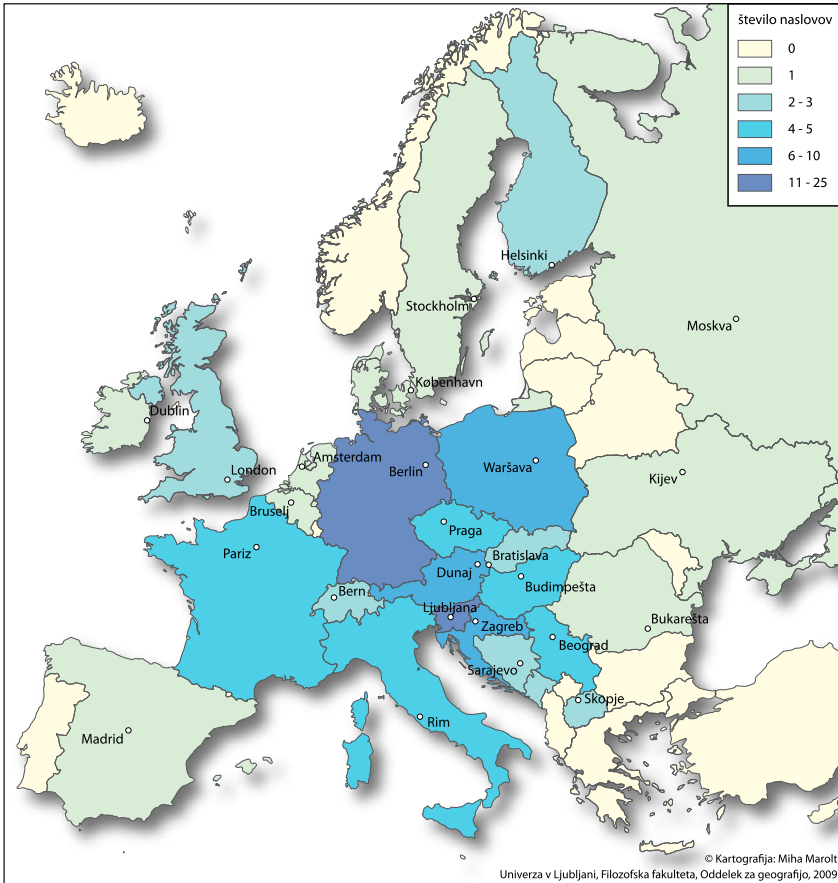 število naslovov
0
1
2 - 3
4 - 5
6 - 10
11 - 25
Helsinki
Stockholm
Moskva
København
Dublin
Amsterdam
London
Berlin
Waršava
Kijev
Bruselj
Praga
Pariz
Bratislava
Dunaj
Budimpešta
Bern
Ljubljana
Bukarešta
Zagreb
Beograd
Sarajevo
Skopje
Rim
Madrid
© Kartografija: Miha Marolt
Univerza v Ljubljani, Filozofska fakulteta, Oddelek za geografijo, 2009